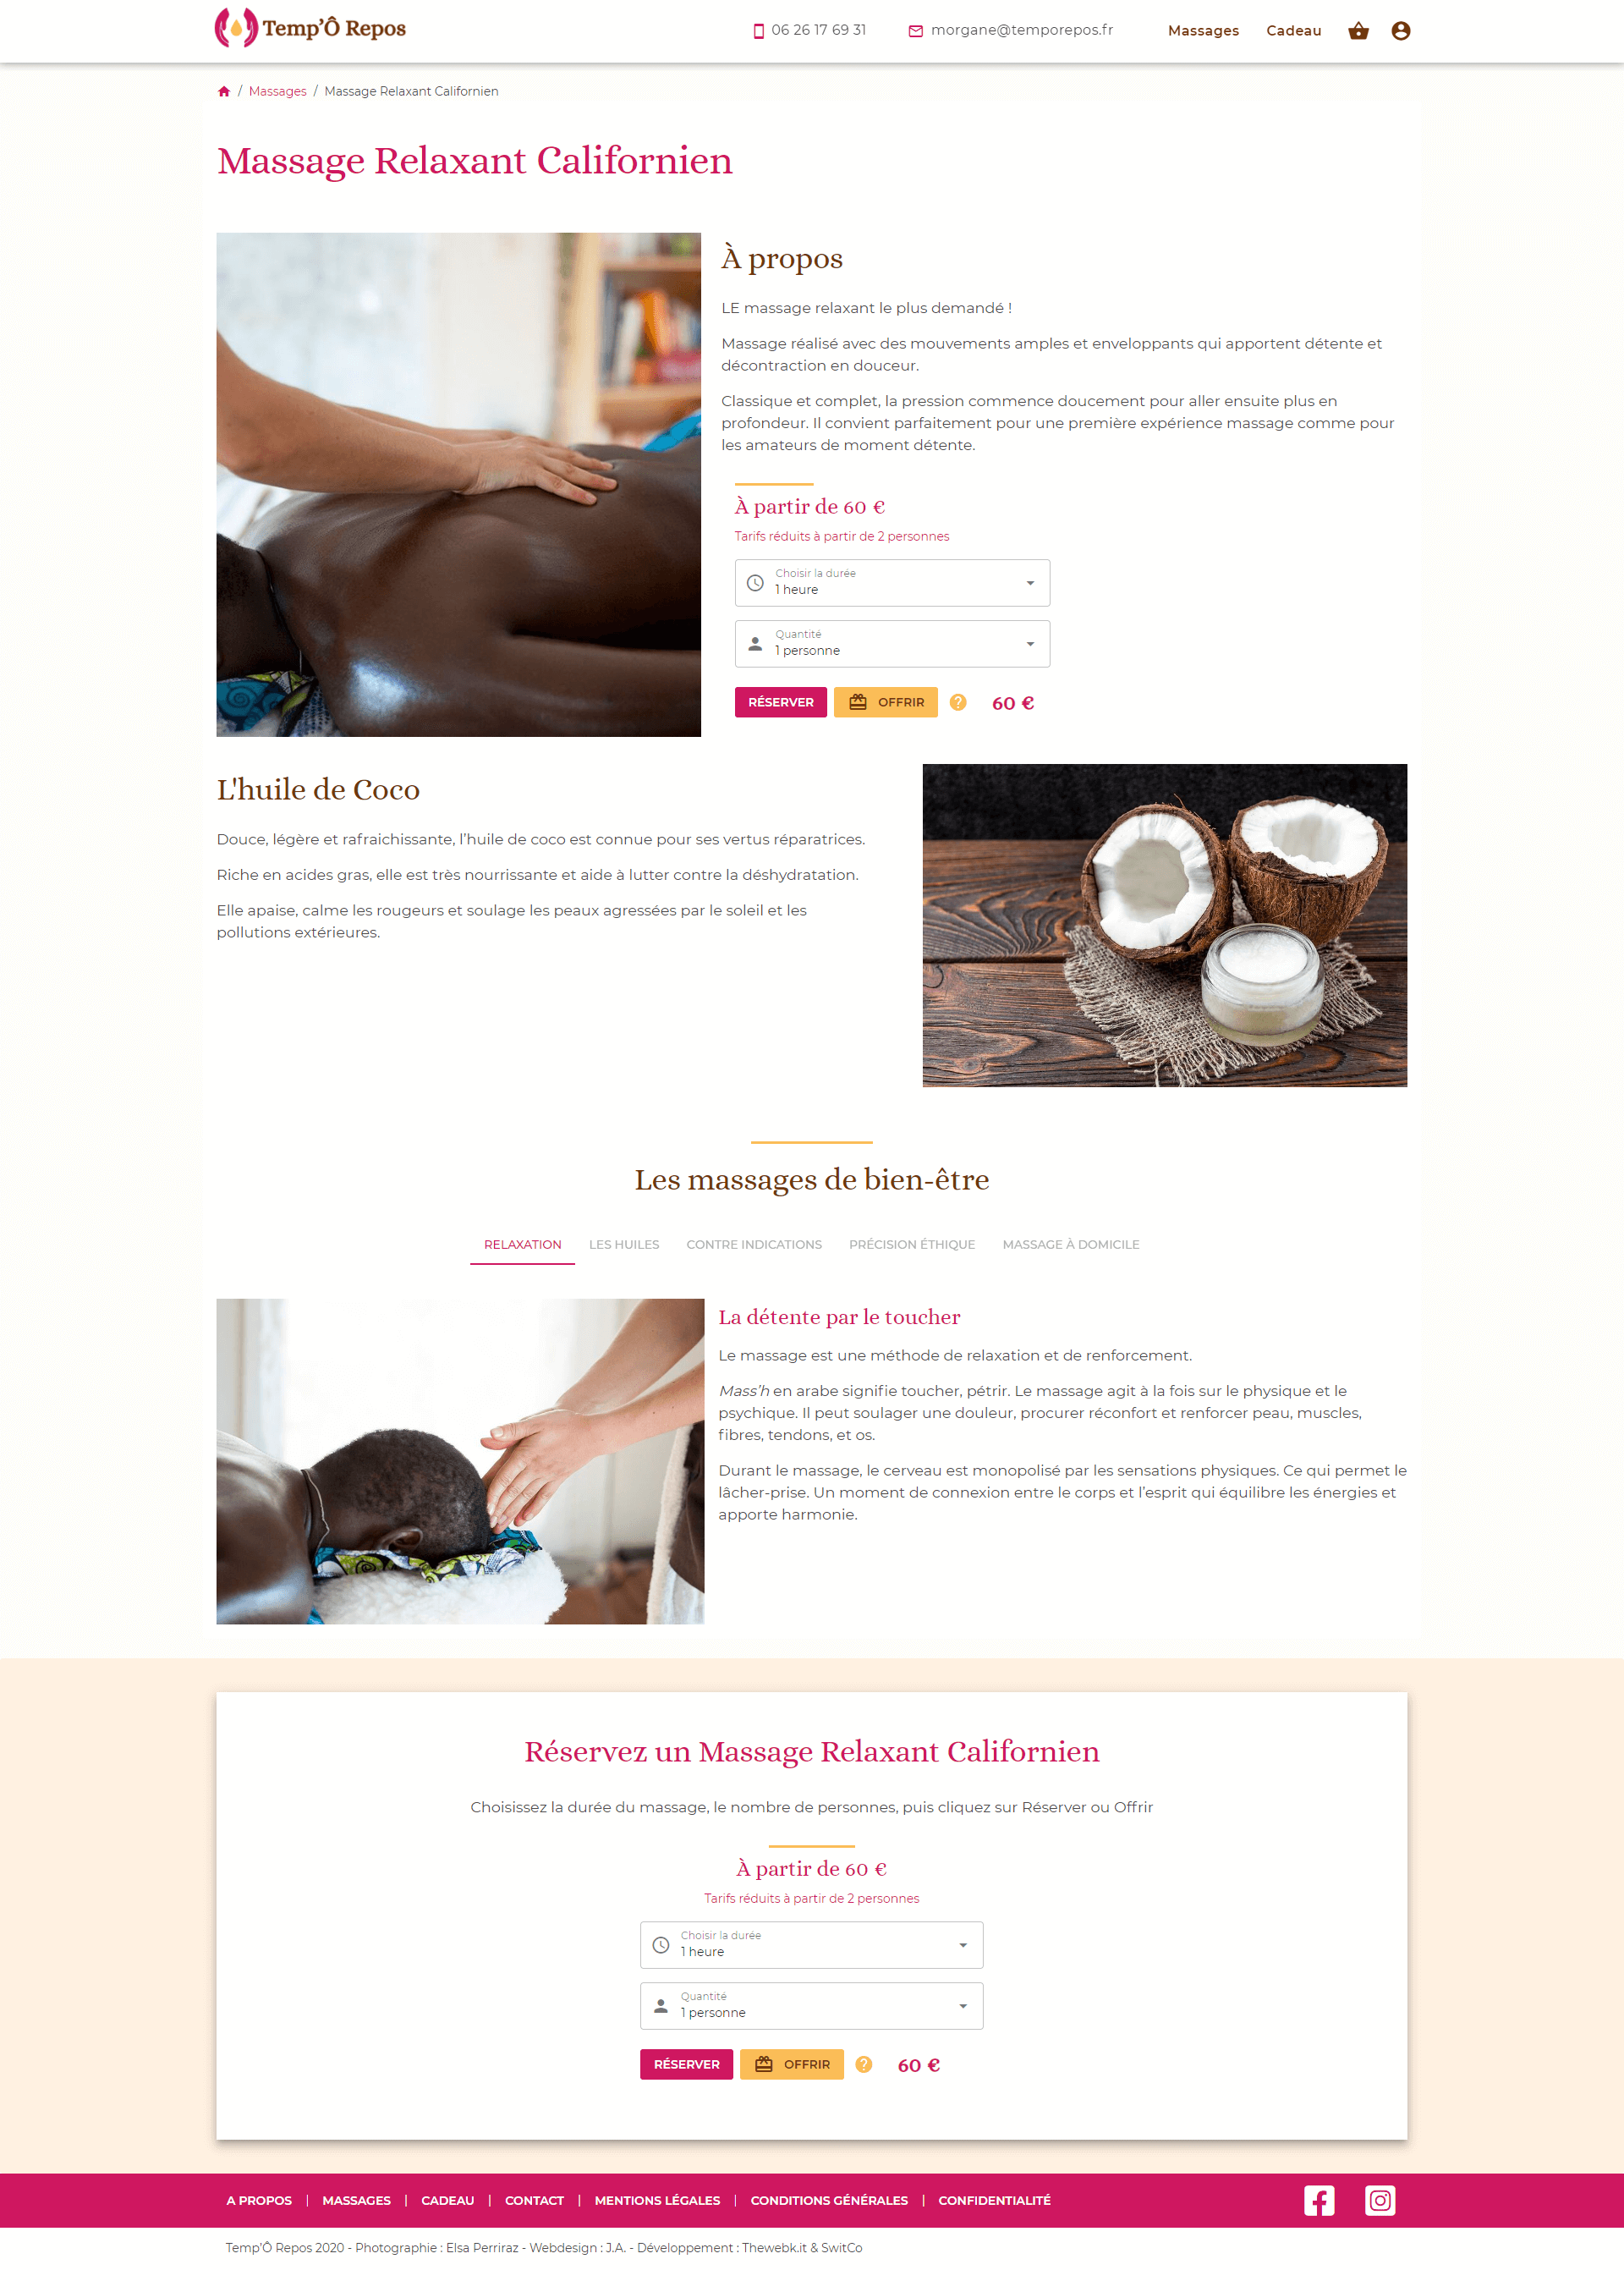 Temp'Ô Repos
06 26 17 69 31
morgane@temporepos.fr
Massages
Cadeau
/ Massages / Massage Relaxant Californien
Massage Relaxant Californien
À propos
LE massage relaxant le plus demandé !
Massage réalisé avec des mouvements amples et enveloppants qui apportent détente et
décontraction en douceur.
Classique et complet, la pression commence doucement pour aller ensuite plus en
profondeur. Il convient parfaitement pour une première expérience massage comme pour
les amateurs de moment détente.
À partir de 60 €
Tarifs réduits à partir de 2 personnes
Choisir la durée
1 heure
Quantité
1 personne
RÉSERVER
OFFRIR
?
60 €
L'huile de Coco
Douce, légère et rafraichissante, l’huile de coco est connue pour ses vertus réparatrices.
Riche en acides gras, elle est très nourrissante et aide à lutter contre la déshydratation.
Elle apaise, calme les rougeurs et soulage les peaux agressées par le soleil et les
pollutions extérieures.
Les massages de bien-être
RELAXATION
LES HUILES
CONTRE INDICATIONS
PRÉCISION ÉTHIQUE
MASSAGE À DOMICILE
La détente par le toucher
Le massage est une méthode de relaxation et de renforcement.
Mass’h en arabe signifie toucher, pétrir. Le massage agit à la fois sur le physique et le
psychique. Il peut soulager une douleur, procurer réconfort et renforcer peau, muscles,
fibres, tendons, et os.
Durant le massage, le cerveau est monopolisé par les sensations physiques. Ce qui permet le
lâcher-prise. Un moment de connexion entre le corps et l’esprit qui équilibre les énergies et
apporte harmonie.
Réservez un Massage Relaxant Californien
Choisissez la durée du massage, le nombre de personnes, puis cliquez sur Réserver ou Offrir
À partir de 60 €
Tarifs réduits à partir de 2 personnes
Choisir la durée
1 heure
Quantité
1 personne
RÉSERVER
OFFRIR
?
60 €
A PROPOS | MASSAGES | CADEAU | CONTACT | MENTIONS LÉGALES | CONDITIONS GÉNÉRALES | CONFIDENTIALITÉ
Temp’Ô Repos 2020 - Photographie : Elsa Perriraz - Webdesign : J.A. - Développement : Thewebk.it & SwitCo